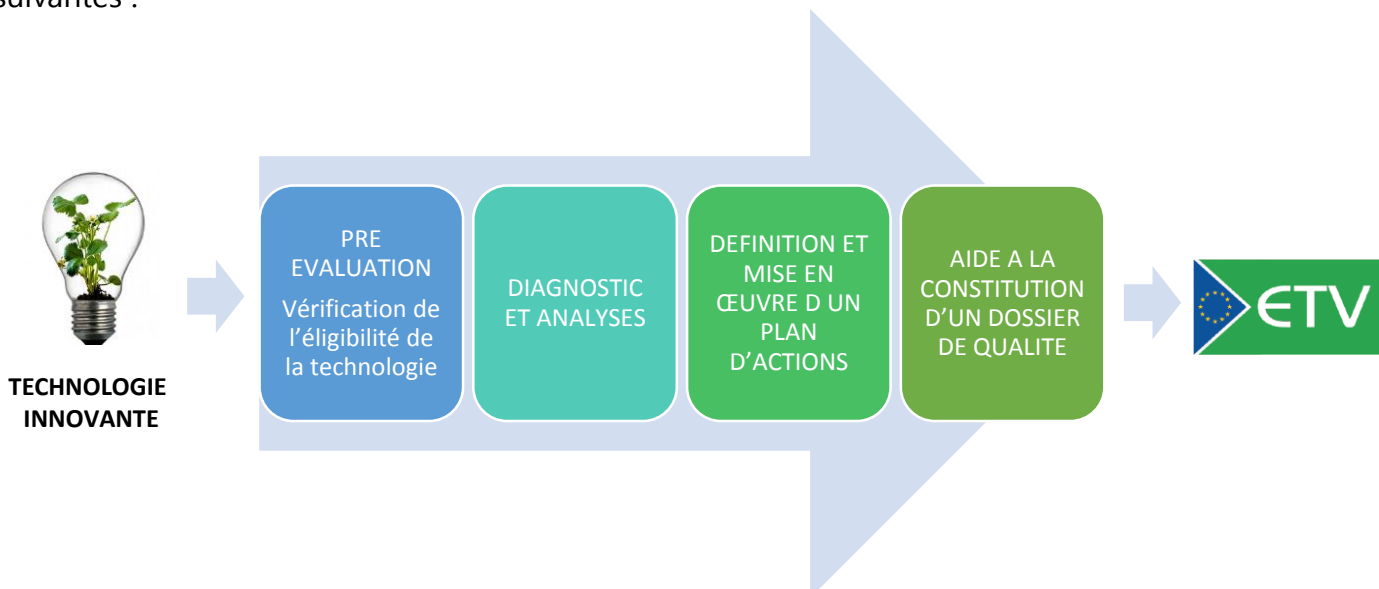 suivantes :
TECHNOLOGIE
INNOVANTE
PRE
EVALUATION
Vérification de
l’éligibilité de
la technologie
DIAGNOSTIC
ET ANALYSES
DEFINITION ET
MISE EN
ŒUVRE D UN
PLAN
D’ACTIONS
AIDE A LA
CONSTITUTION
D’UN DOSSIER
DE QUALITE
ETV